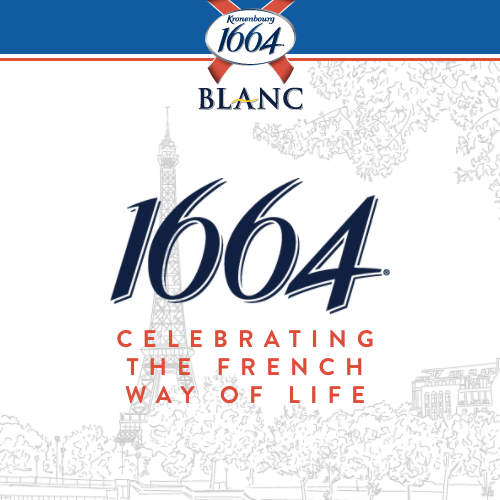 Kronenbourg
1664
BLANC
1664®
CELEBRATING
THE FRENCH
WAY OF LIFE